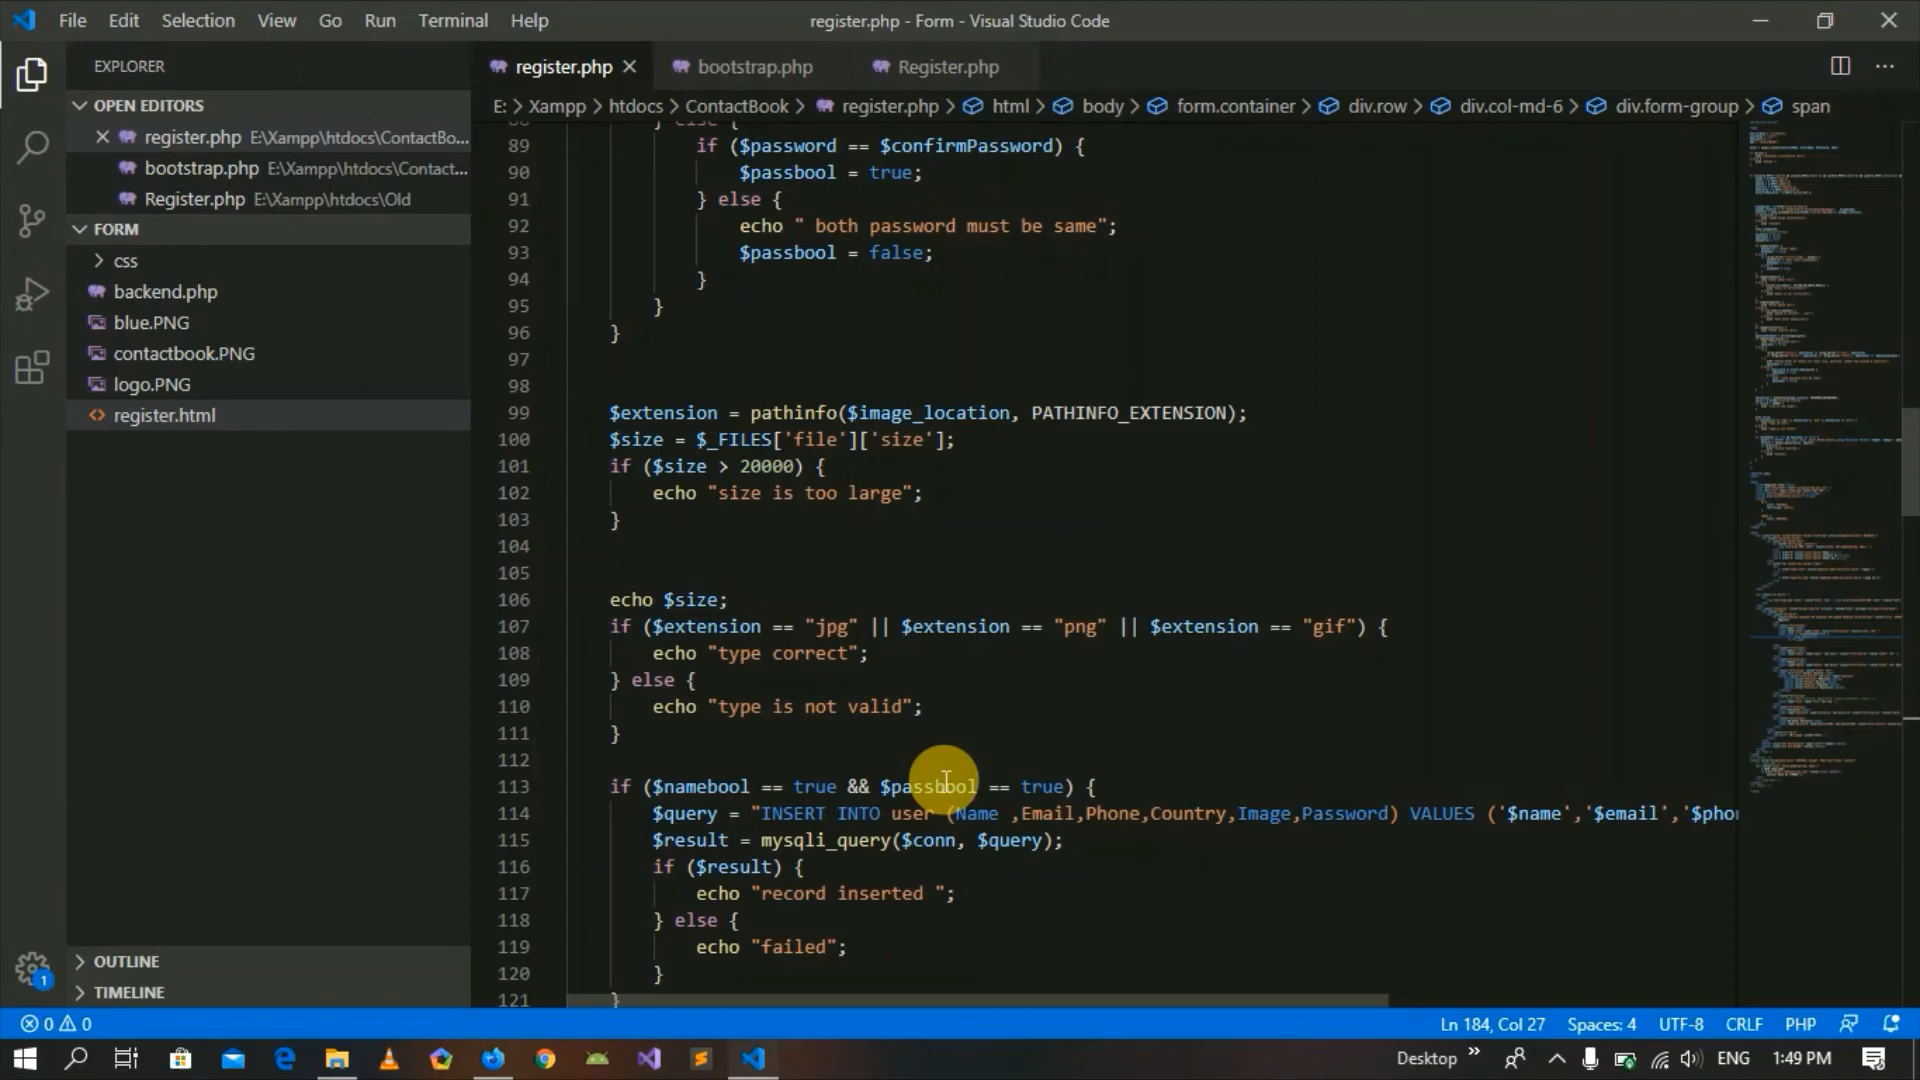 File Edit Selection View Go Run Terminal Help
register.php - Form - Visual Studio Code
EXPLORER
register.php
bootstrap.php
Register.php
OPEN EDITORS
E: > Xampp > htdocs > ContactBook > register.php > html > body > form.container > div.row > div.col-md-6 > div.form-group > span
register.php E:\Xampp\htdocs\ContactBo...
bootstrap.php E:\Xampp\htdocs\Contact...
Register.php E:\Xampp\htdocs\Old
FORM
css
backend.php
blue.PNG
contactbook.PNG
logo.PNG
register.html
OUTLINE
TIMELINE
} else {
89 if ($password == $confirmPassword) {
90 $passbool = true;
91 } else {
92 echo " both password must be same";
93 $passbool = false;
94 }
95 }
96 }
97
98
99 $extension = pathinfo($image_location, PATHINFO_EXTENSION);
100 $size = $_FILES['file']['size'];
101 if ($size > 20000) {
102 echo "size is too large";
103 }
104
105
106 echo $size;
107 if ($extension == "jpg" || $extension == "png" || $extension == "gif") {
108 echo "type correct";
109 } else {
110 echo "type is not valid";
111 }
112
113 if ($namebool == true && $passbool == true) {
114 $query = "INSERT INTO user (Name ,Email,Phone,Country,Image,Password) VALUES ('$name','$email','$pho
115 $result = mysqli_query($conn, $query);
116 if ($result) {
117 echo "record inserted ";
118 } else {
119 echo "failed";
120 }
121 }
0 0
Ln 184, Col 27 Spaces: 4 UTF-8 CRLF PHP
1
Desktop » ENG 1:49 PM